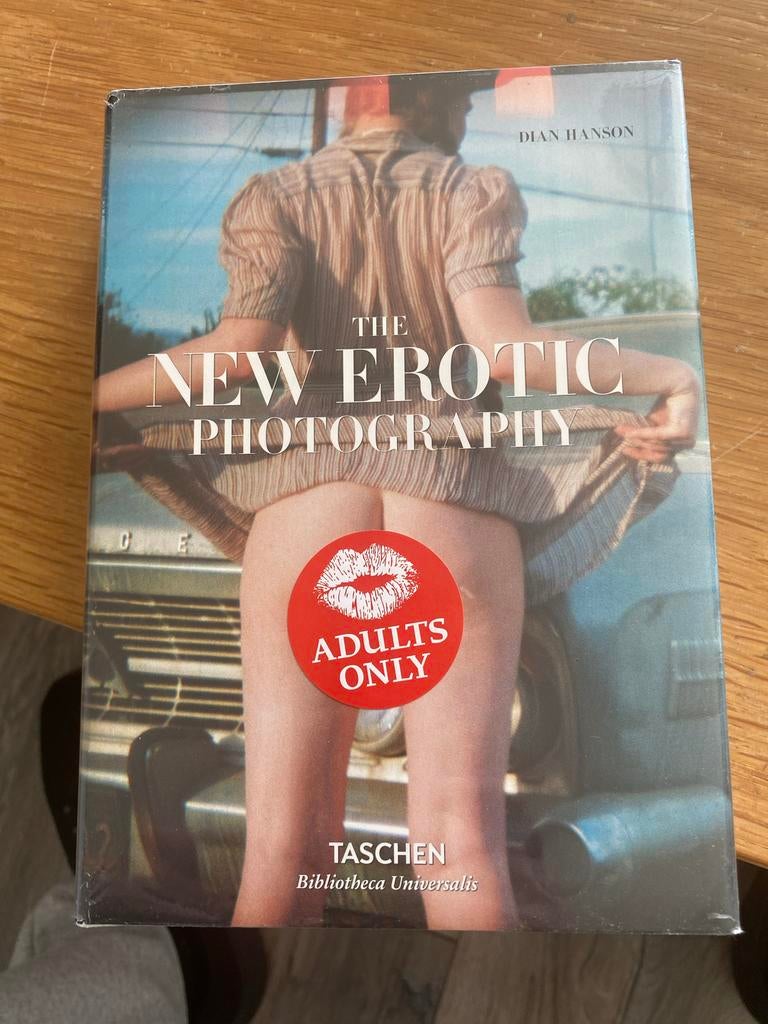 DIAN HANSON
THE
NEW EROTIC
PHOTOGRAPHY
G E
ADULTS
ONLY
TASCHEN
Bibliotheca Universalis